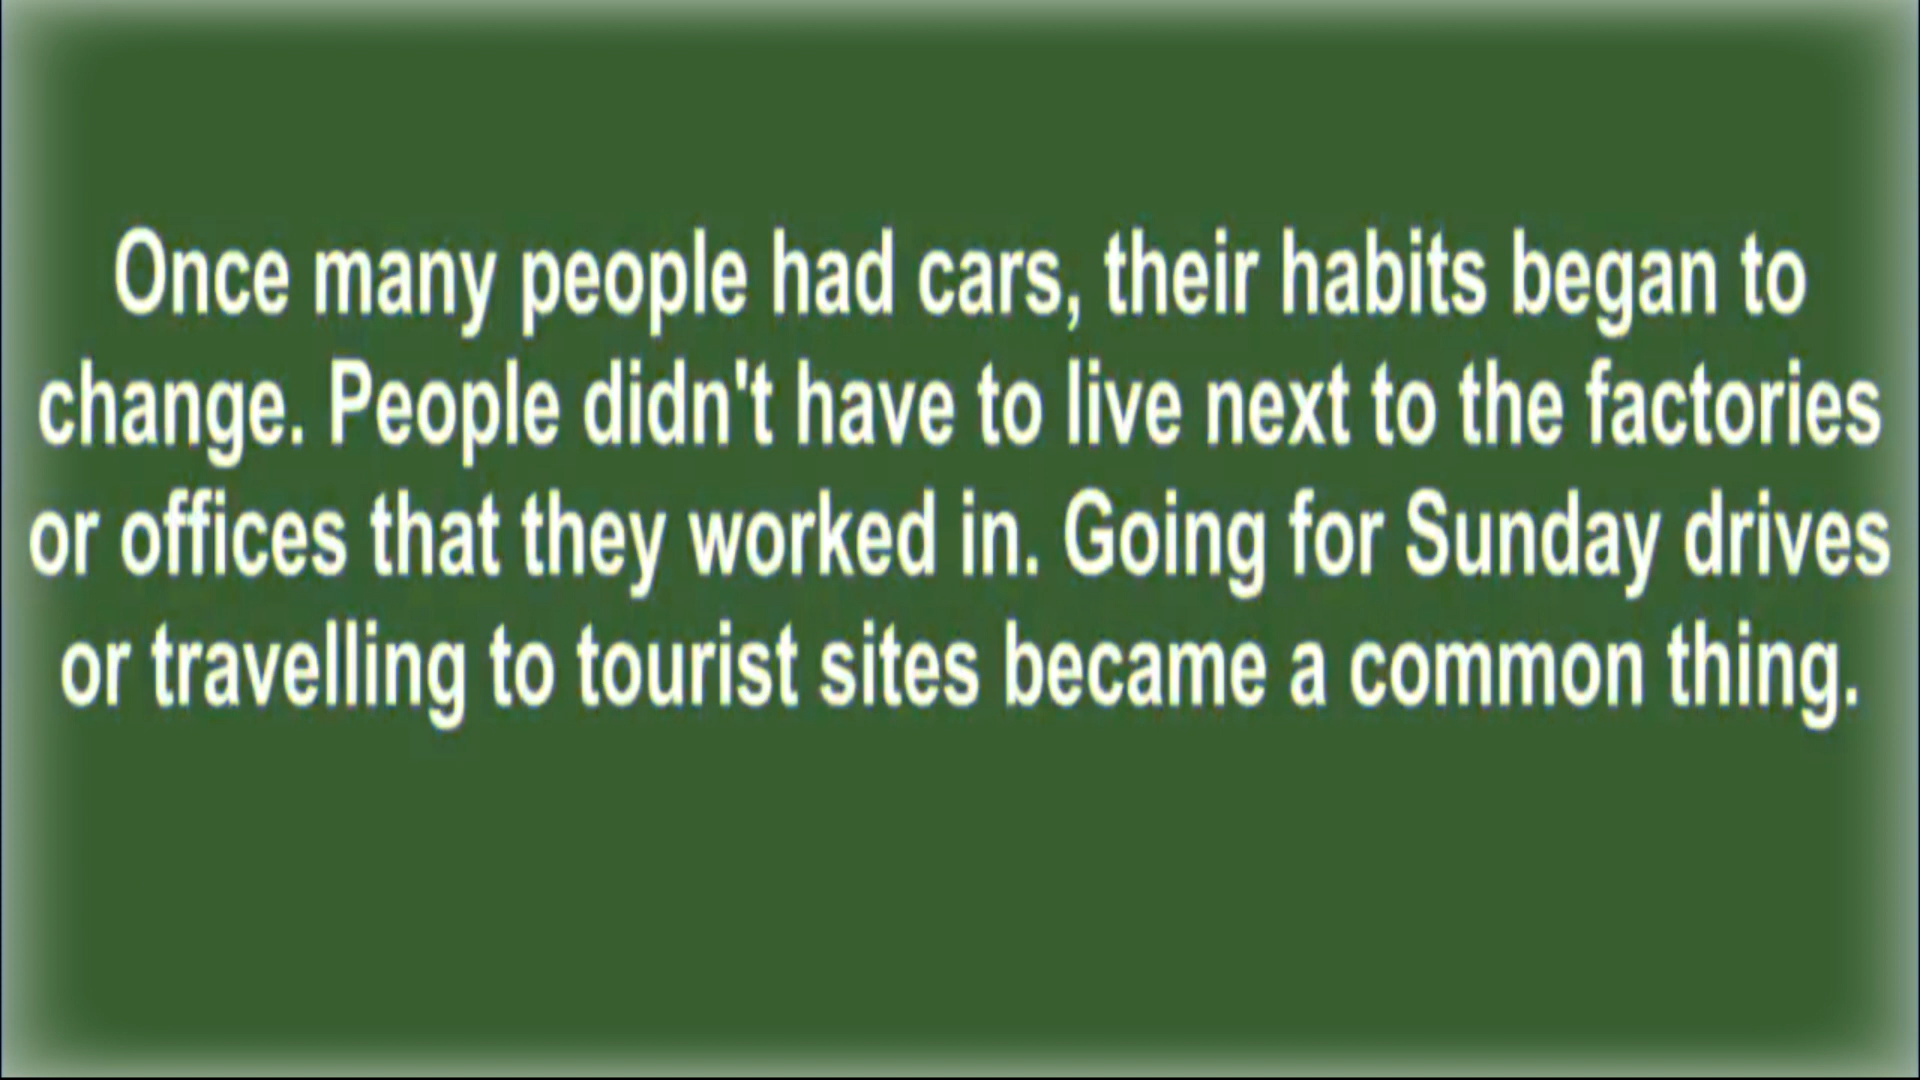 Once many people had cars, their habits began to
change. People didn't have to live next to the factories
or offices that they worked in. Going for Sunday drives
or travelling to tourist sites became a common thing.